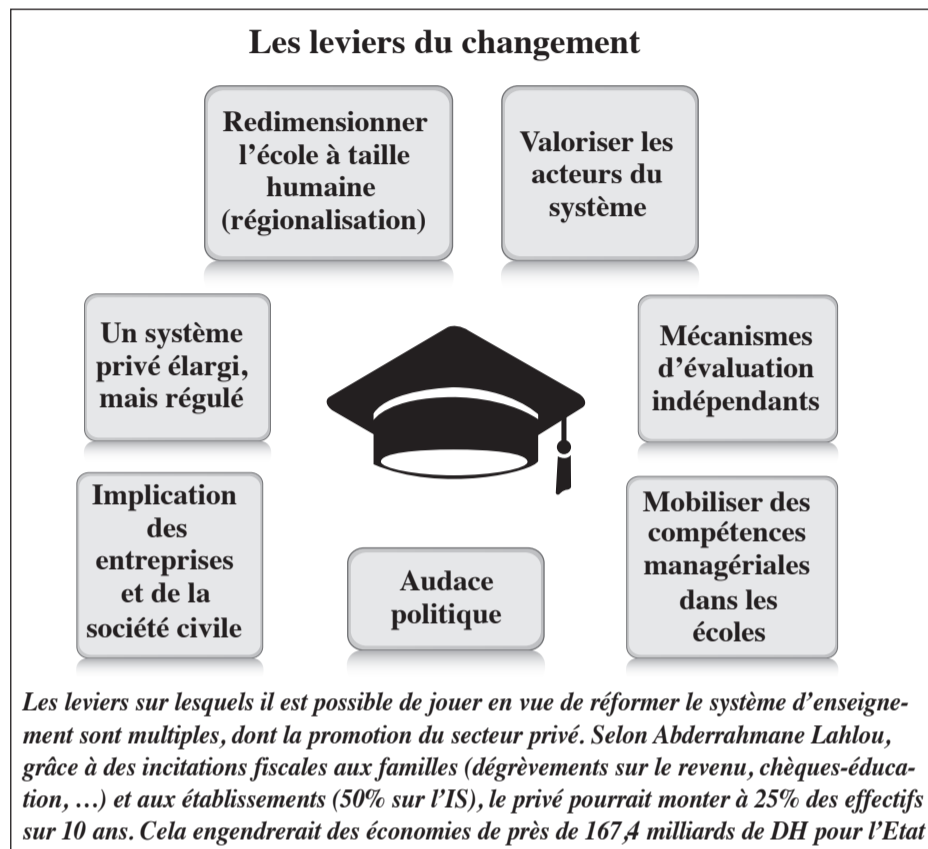 Les leviers du changement
Redimensionner
l'école à taille
humaine
(régionalisation)
Valoriser les
acteurs du
système
Un système
privé élargi,
mais régulé
Mécanismes
d'évaluation
indépendants
Implication
des
entreprises
et de la
société civile
Audace
politique
Mobiliser des
compétences
managériales
dans les
écoles
Les leviers sur lesquels il est possible de jouer en vue de réformer le système d'enseigne-
ment sont multiples, dont la promotion du secteur privé. Selon Abderrahmane Lahlou,
grâce à des incitations fiscales aux familles (dégrèvements sur le revenu, chèques-éduca-
tion, …) et aux établissements (50% sur l'IS), le privé pourrait monter à 25% des effectifs
sur 10 ans. Cela engendrerait des économies de près de 167,4 milliards de DH pour l'Etat